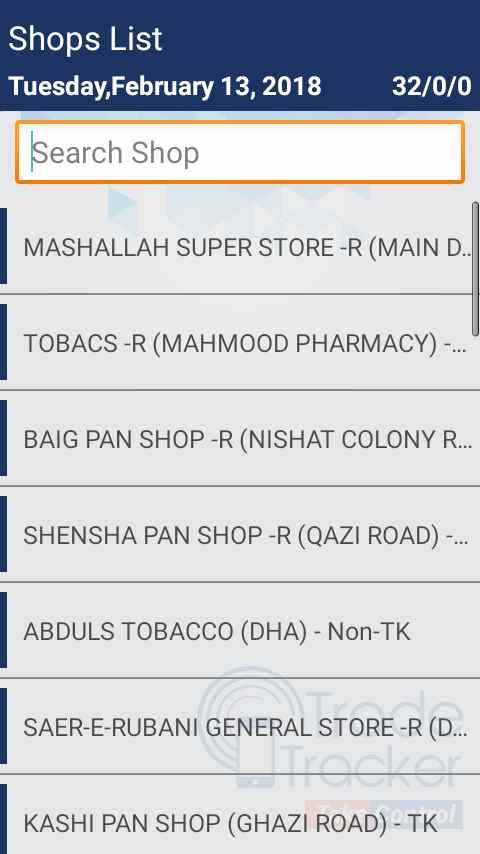 Shops List
Tuesday,February 13, 2018 32/0/0
Search Shop
MASHALLAH SUPER STORE -R (MAIN D...
TOBACS -R (MAHMOOD PHARMACY) -...
BAIG PAN SHOP -R (NISHAT COLONY R...
SHENSHA PAN SHOP -R (QAZI ROAD) -...
ABDULS TOBACCO (DHA) - Non-TK
SAER-E-RUBANI GENERAL STORE -R (D...
Trade
Tracker
Take Control
KASHI PAN SHOP (GHAZI ROAD) - TK